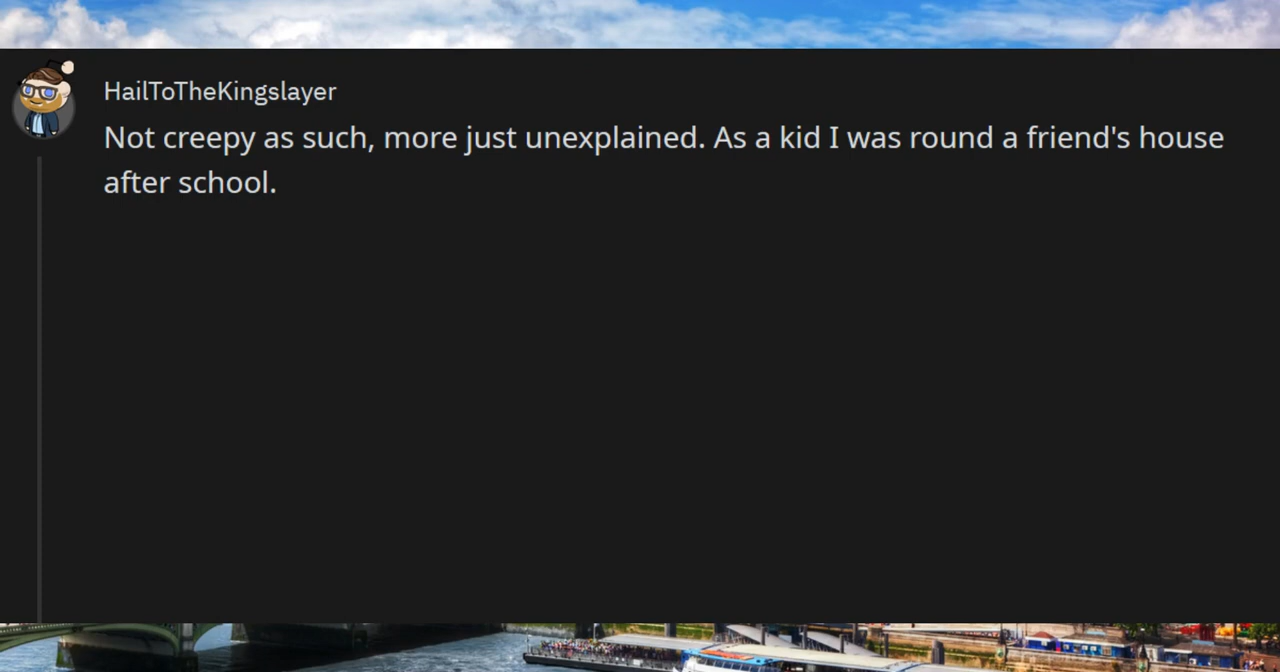 HailToTheKingslayer
Not creepy as such, more just unexplained. As a kid I was round a friend's house
after school.